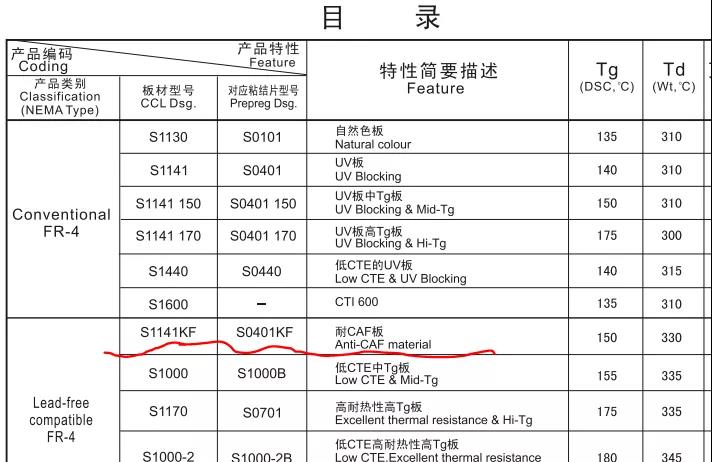 目 录
产品编码
Coding
产品特性
Feature
产品类别
Classification
(NEMA Type)
板材型号
CCL Dsg.
对应粘结片型号
Prepreg Dsg.
特性简要描述
Feature
Tg
(DSC,℃)
Td
(Wt,℃)
Conventional
FR-4
S1130 S0101 自然色板
Natural colour 135 310
S1141 S0401 UV板
UV Blocking 140 310
S1141 150 S0401 150 UV板中Tg板
UV Blocking & Mid-Tg 150 310
S1141 170 S0401 170 UV板高Tg板
UV Blocking & Hi-Tg 175 300
S1440 S0440 低CTE的UV板
Low CTE & UV Blocking 140 315
S1600 – CTI 600 135 310
Lead-free
compatible
FR-4
S1141KF S0401KF 耐CAF板
Anti-CAF material 150 330
S1000 S1000B 低CTE中Tg板
Low CTE & Mid-Tg 155 335
S1170 S0701 高耐热性高Tg板
Excellent thermal resistance & Hi-Tg 175 335
S1000-2 S1000-2B 低CTE高耐热性高Tg板
Low CTE.Excellent thermal resistance 180 345